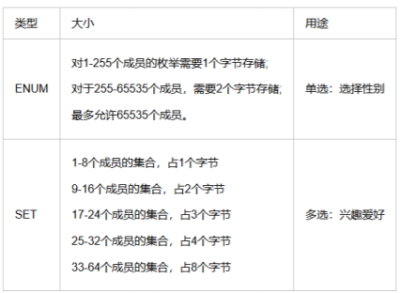 类型 大小 用途
对1-255个成员的枚举需要1个字节存储;
ENUM 对于255-65535个成员，需要2个字节存储; 单选：选择性别
最多允许65535个成员。
1-8个成员的集合，占1个字节
9-16个成员的集合，占2个字节
SET 17-24个成员的集合，占3个字节 多选：兴趣爱好
25-32个成员的集合，占4个字节
33-64个成员的集合，占8个字节